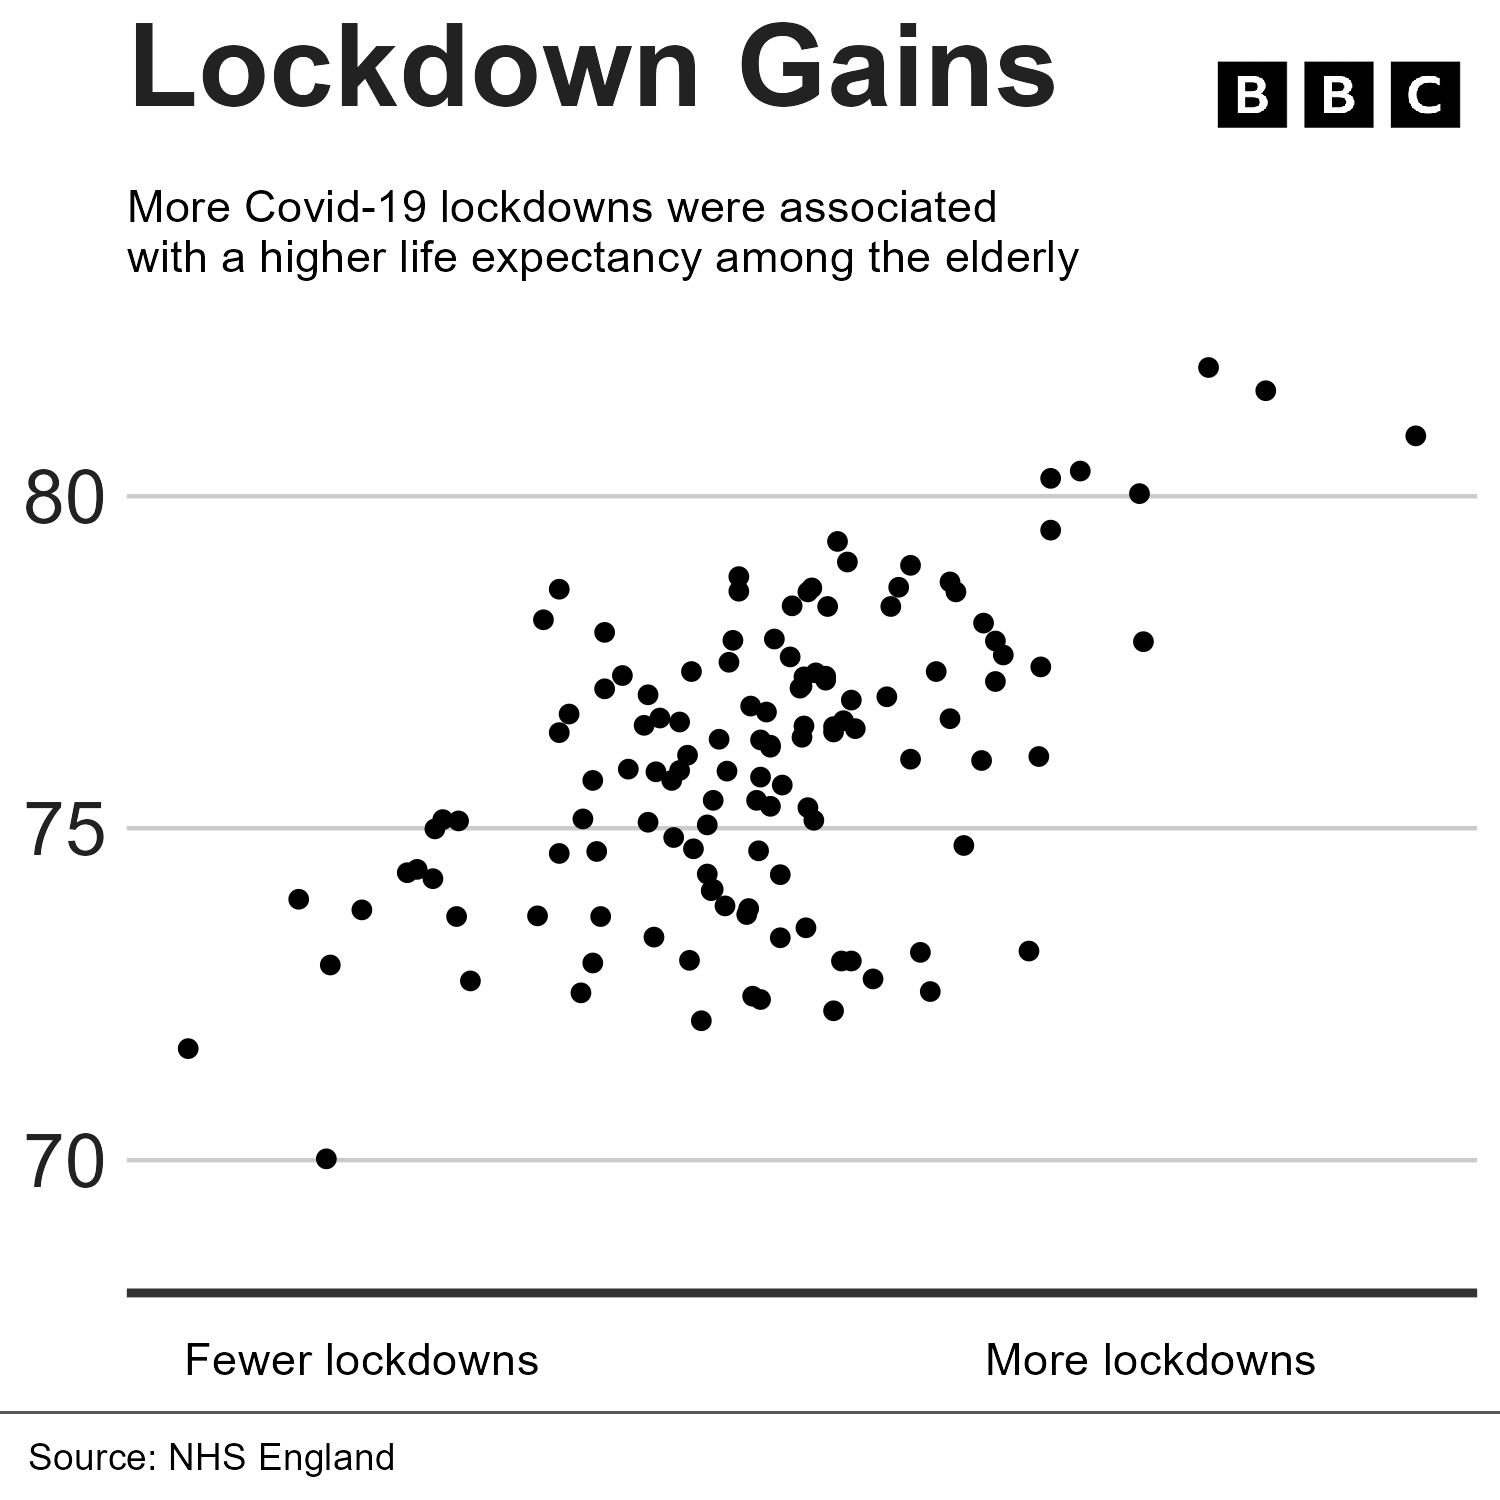 Lockdown Gains
BBC
More Covid-19 lockdowns were associated
with a higher life expectancy among the elderly
80
75
70
Fewer lockdowns
More lockdowns
Source: NHS England